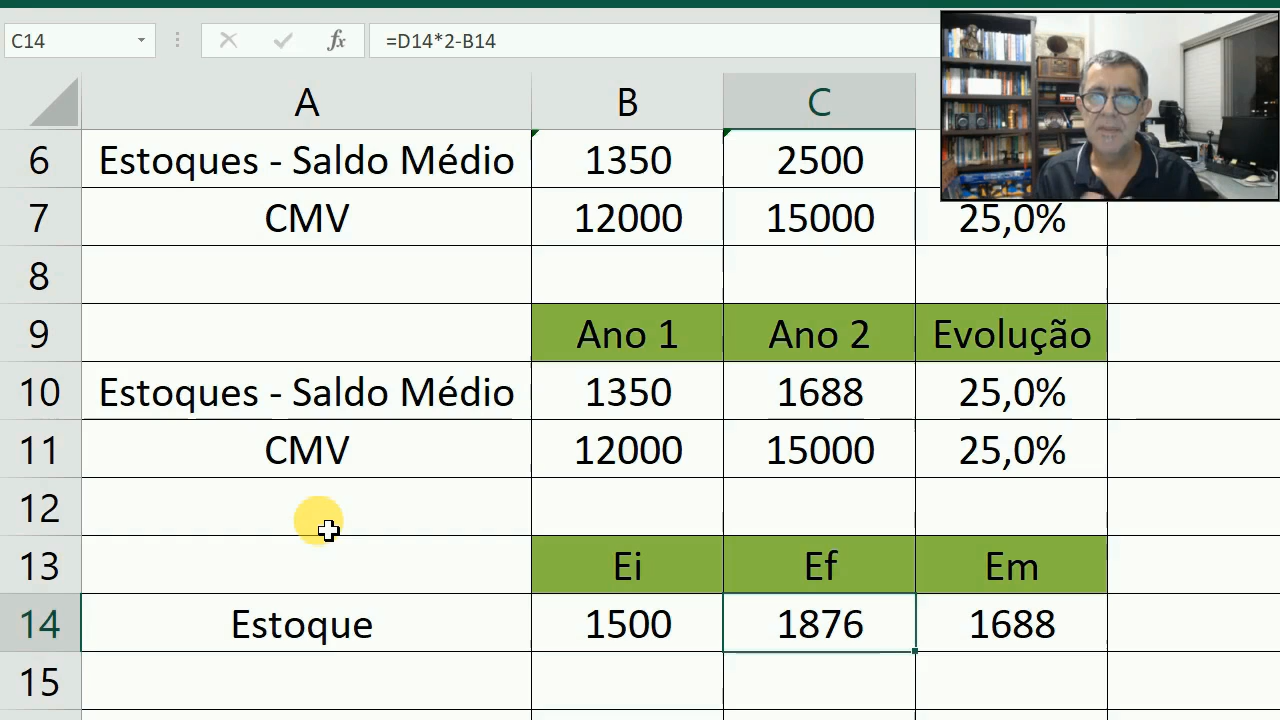 C14 fx =D14*2-B14
A B C
6 Estoques - Saldo Médio 1350 2500
7 CMV 12000 15000 25,0%
8
9 Ano 1 Ano 2 Evolução
10 Estoques - Saldo Médio 1350 1688 25,0%
11 CMV 12000 15000 25,0%
12
13 Ei Ef Em
14 Estoque 1500 1876 1688
15